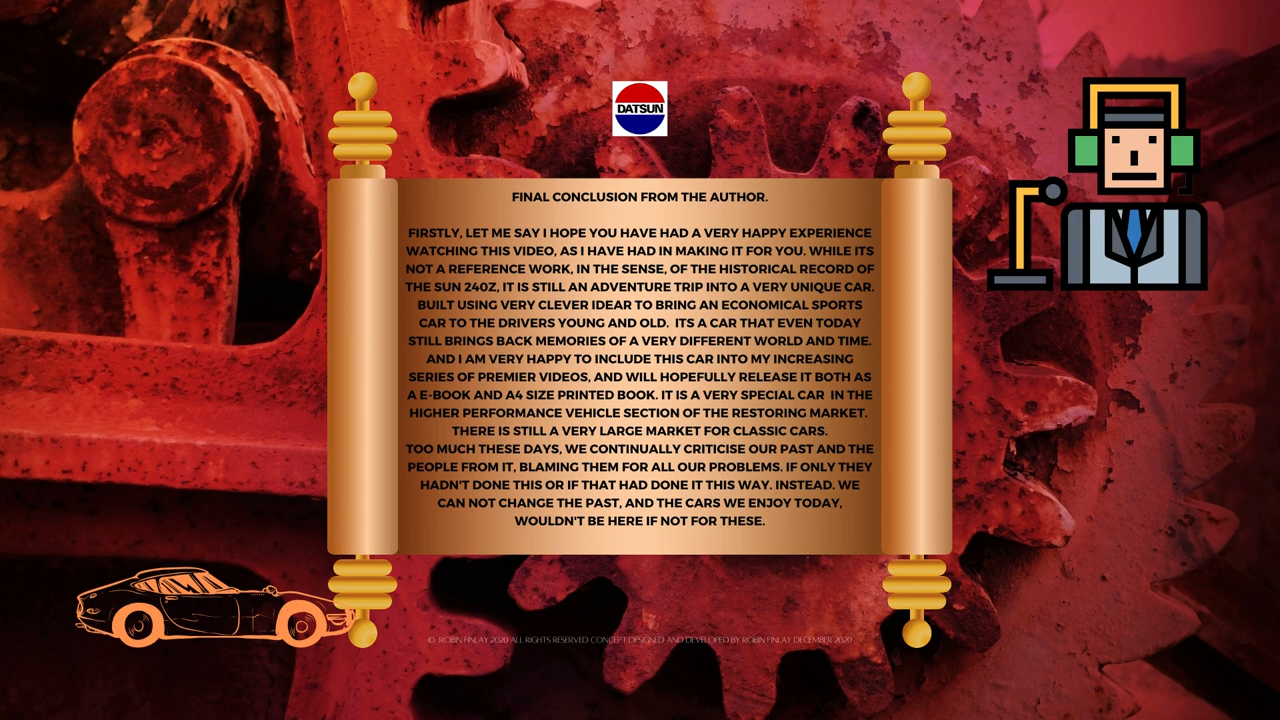 DATSUN
FINAL CONCLUSION FROM THE AUTHOR.
FIRSTLY, LET ME SAY I HOPE YOU HAVE HAD A VERY HAPPY EXPERIENCE
WATCHING THIS VIDEO, AS I HAVE HAD IN MAKING IT FOR YOU. WHILE ITS
NOT A REFERENCE WORK, IN THE SENSE, OF THE HISTORICAL RECORD OF
THE SUN 240Z, IT IS STILL AN ADVENTURE TRIP INTO A VERY UNIQUE CAR.
BUILT USING VERY CLEVER IDEAR TO BRING AN ECONOMICAL SPORTS
CAR TO THE DRIVERS YOUNG AND OLD. ITS A CAR THAT EVEN TODAY
STILL BRINGS BACK MEMORIES OF A VERY DIFFERENT WORLD AND TIME.
AND I AM VERY HAPPY TO INCLUDE THIS CAR INTO MY INCREASING
SERIES OF PREMIER VIDEOS, AND WILL HOPEFULLY RELEASE IT BOTH AS
A E-BOOK AND A4 SIZE PRINTED BOOK. IT IS A VERY SPECIAL CAR IN THE
HIGHER PERFORMANCE VEHICLE SECTION OF THE RESTORING MARKET.
THERE IS STILL A VERY LARGE MARKET FOR CLASSIC CARS.
TOO MUCH THESE DAYS, WE CONTINUALLY CRITICISE OUR PAST AND THE
PEOPLE FROM IT, BLAMING THEM FOR ALL OUR PROBLEMS. IF ONLY THEY
HADN'T DONE THIS OR IF THAT HAD DONE IT THIS WAY. INSTEAD. WE
CAN NOT CHANGE THE PAST, AND THE CARS WE ENJOY TODAY,
WOULDN'T BE HERE IF NOT FOR THESE.
© ROBIN FINLAY 2020 ALL RIGHTS RESERVED CONCEPT DESIGNED AND DEVELOPED BY ROBIN FINLAY DECEMBER 2020